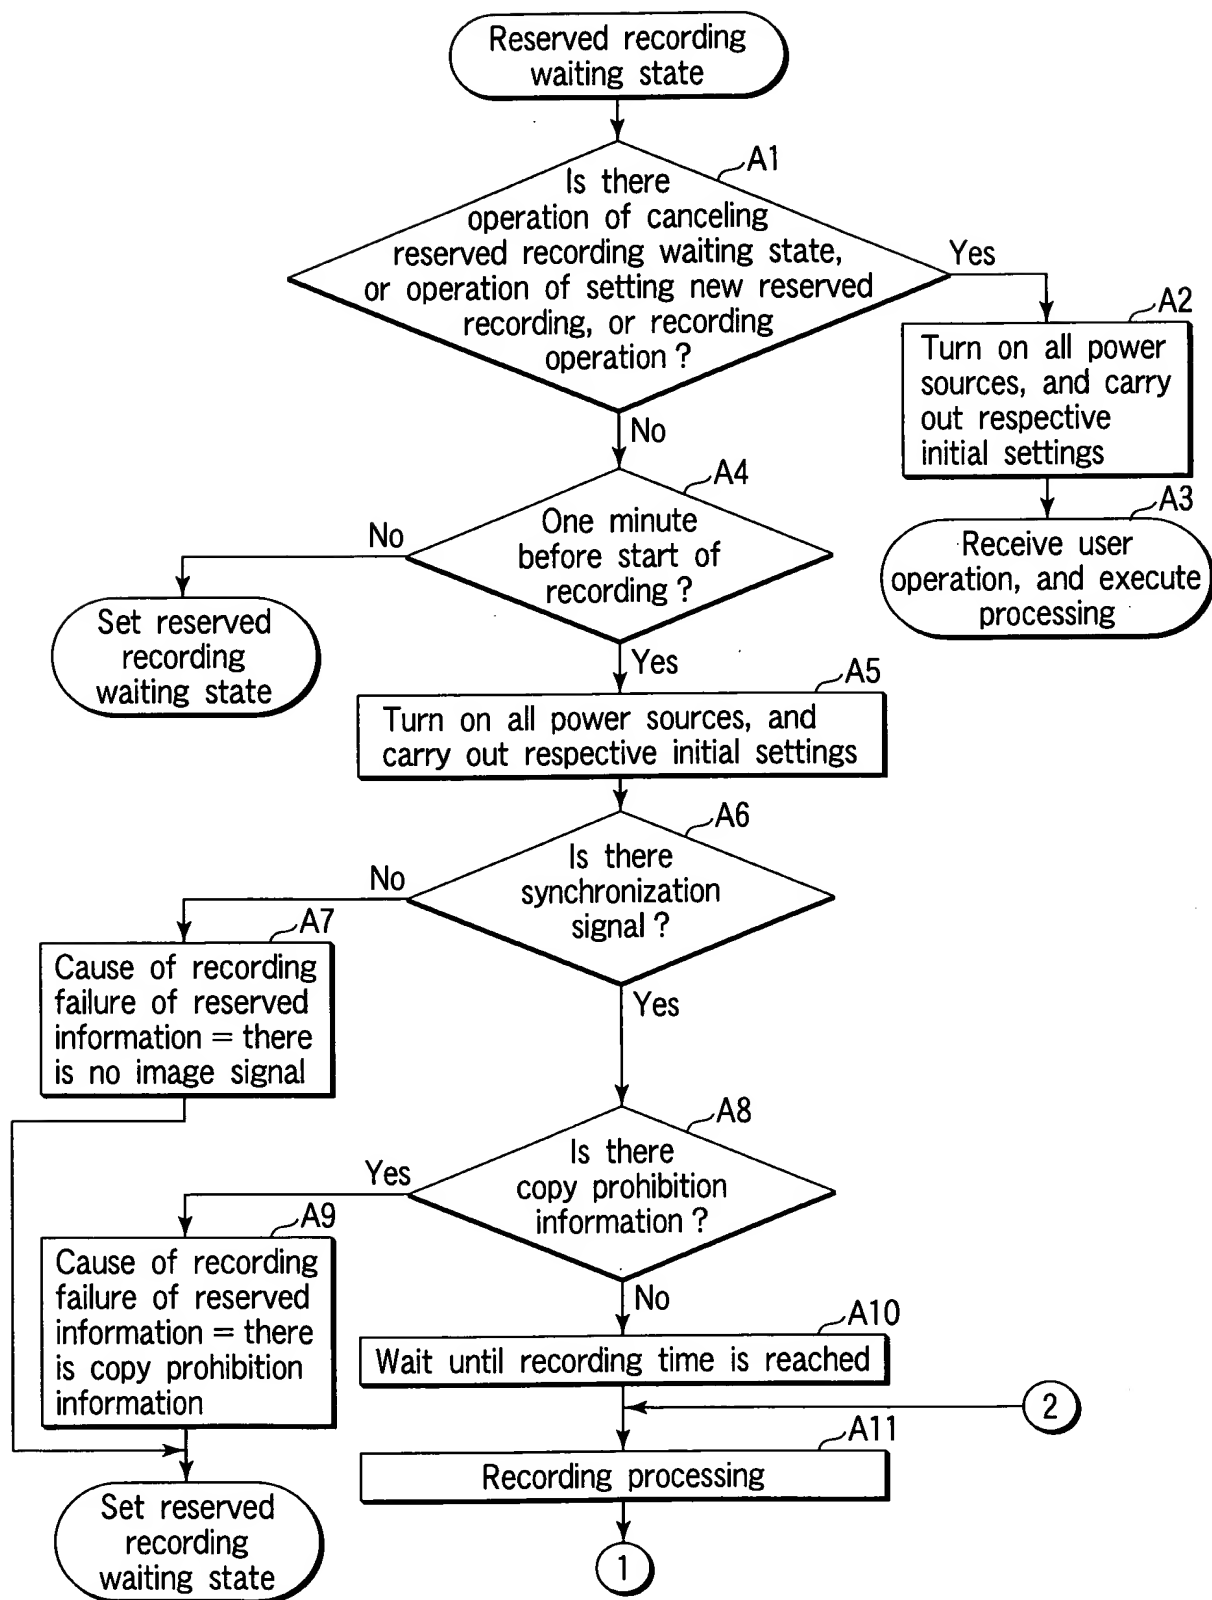 Reserved recording
waiting state
A1
Is there
operation of canceling
reserved recording waiting state,
or operation of setting new reserved
recording, or recording
operation ?
Yes
A2
Turn on all power
sources, and carry
out respective
initial settings
No
A3
Receive user
operation, and execute
processing
A4
One minute
before start of
recording ?
No
Set reserved
recording
waiting state
Yes
A5
Turn on all power sources, and
carry out respective initial settings
A6
Is there
synchronization
signal ?
No
A7
Cause of recording
failure of reserved
information = there
is no image signal
Yes
A8
Is there
copy prohibition
information ?
Yes
A9
Cause of recording
failure of reserved
information = there
is copy prohibition
information
No
A10
Wait until recording time is reached
2
A11
Recording processing
Set reserved
recording
waiting state
1